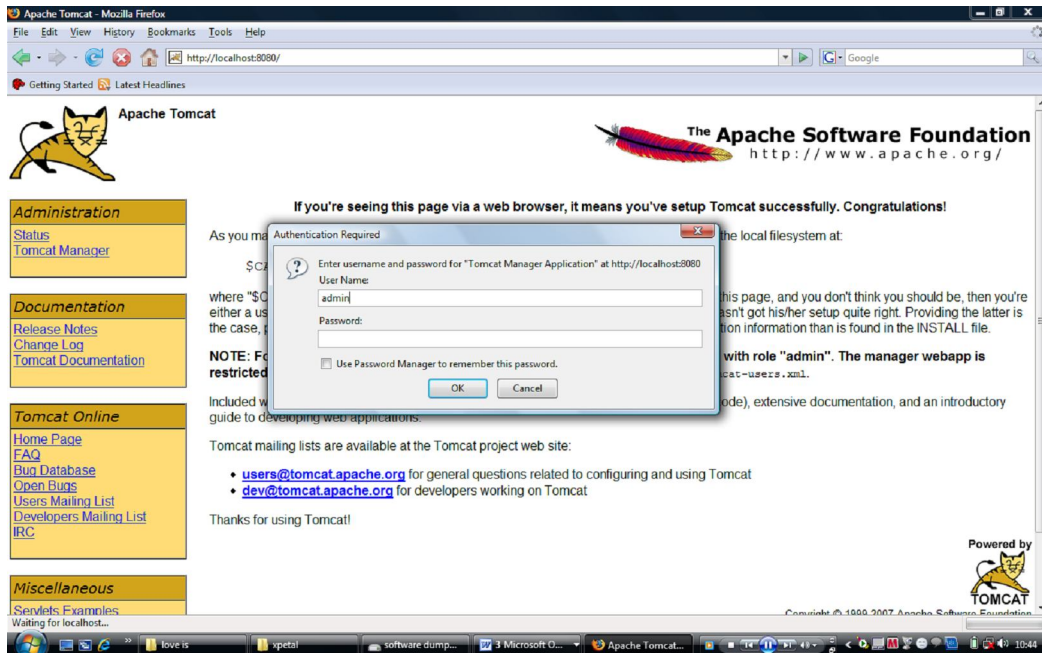 Apache Tomcat - Mozilla Firefox
File Edit View History Bookmarks Tools Help
http://localhost:8080/
G Google
Getting Started Latest Headlines
Apache Tomcat
The Apache Software Foundation
http://www.apache.org/
Administration
Status
Tomcat Manager
Documentation
Release Notes
Change Log
Tomcat Documentation
Tomcat Online
Home Page
FAQ
Bug Database
Open Bugs
Users Mailing List
Developers Mailing List
IRC
Miscellaneous
Servlets Examples
If you're seeing this page via a web browser, it means you've setup Tomcat successfully. Congratulations!
As you ma the local filesystem at:
where "$C this page, and you don't think you should be, then you're
either a us asn't got his/her setup quite right. Providing the latter is
the case, tion information than is found in the INSTALL file.
NOTE: Fo with role "admin". The manager webapp is
restricted cat-users.xml.
Included w ode), extensive documentation, and an introductory
guide to developing web applications.
Tomcat mailing lists are available at the Tomcat project web site:
users@tomcat.apache.org for general questions related to configuring and using Tomcat
dev@tomcat.apache.org for developers working on Tomcat
Thanks for using Tomcat!
Authentication Required
Enter username and password for "Tomcat Manager Application" at http://localhost:8080
User Name:
admin
Password:
Use Password Manager to remember this password.
OK Cancel
Powered by
TOMCAT
Copyright © 1999-2007 Apache Software Foundation
Waiting for localhost...
love is xpetal software dump... 3 Microsoft O... Apache Tomcat... 10:44